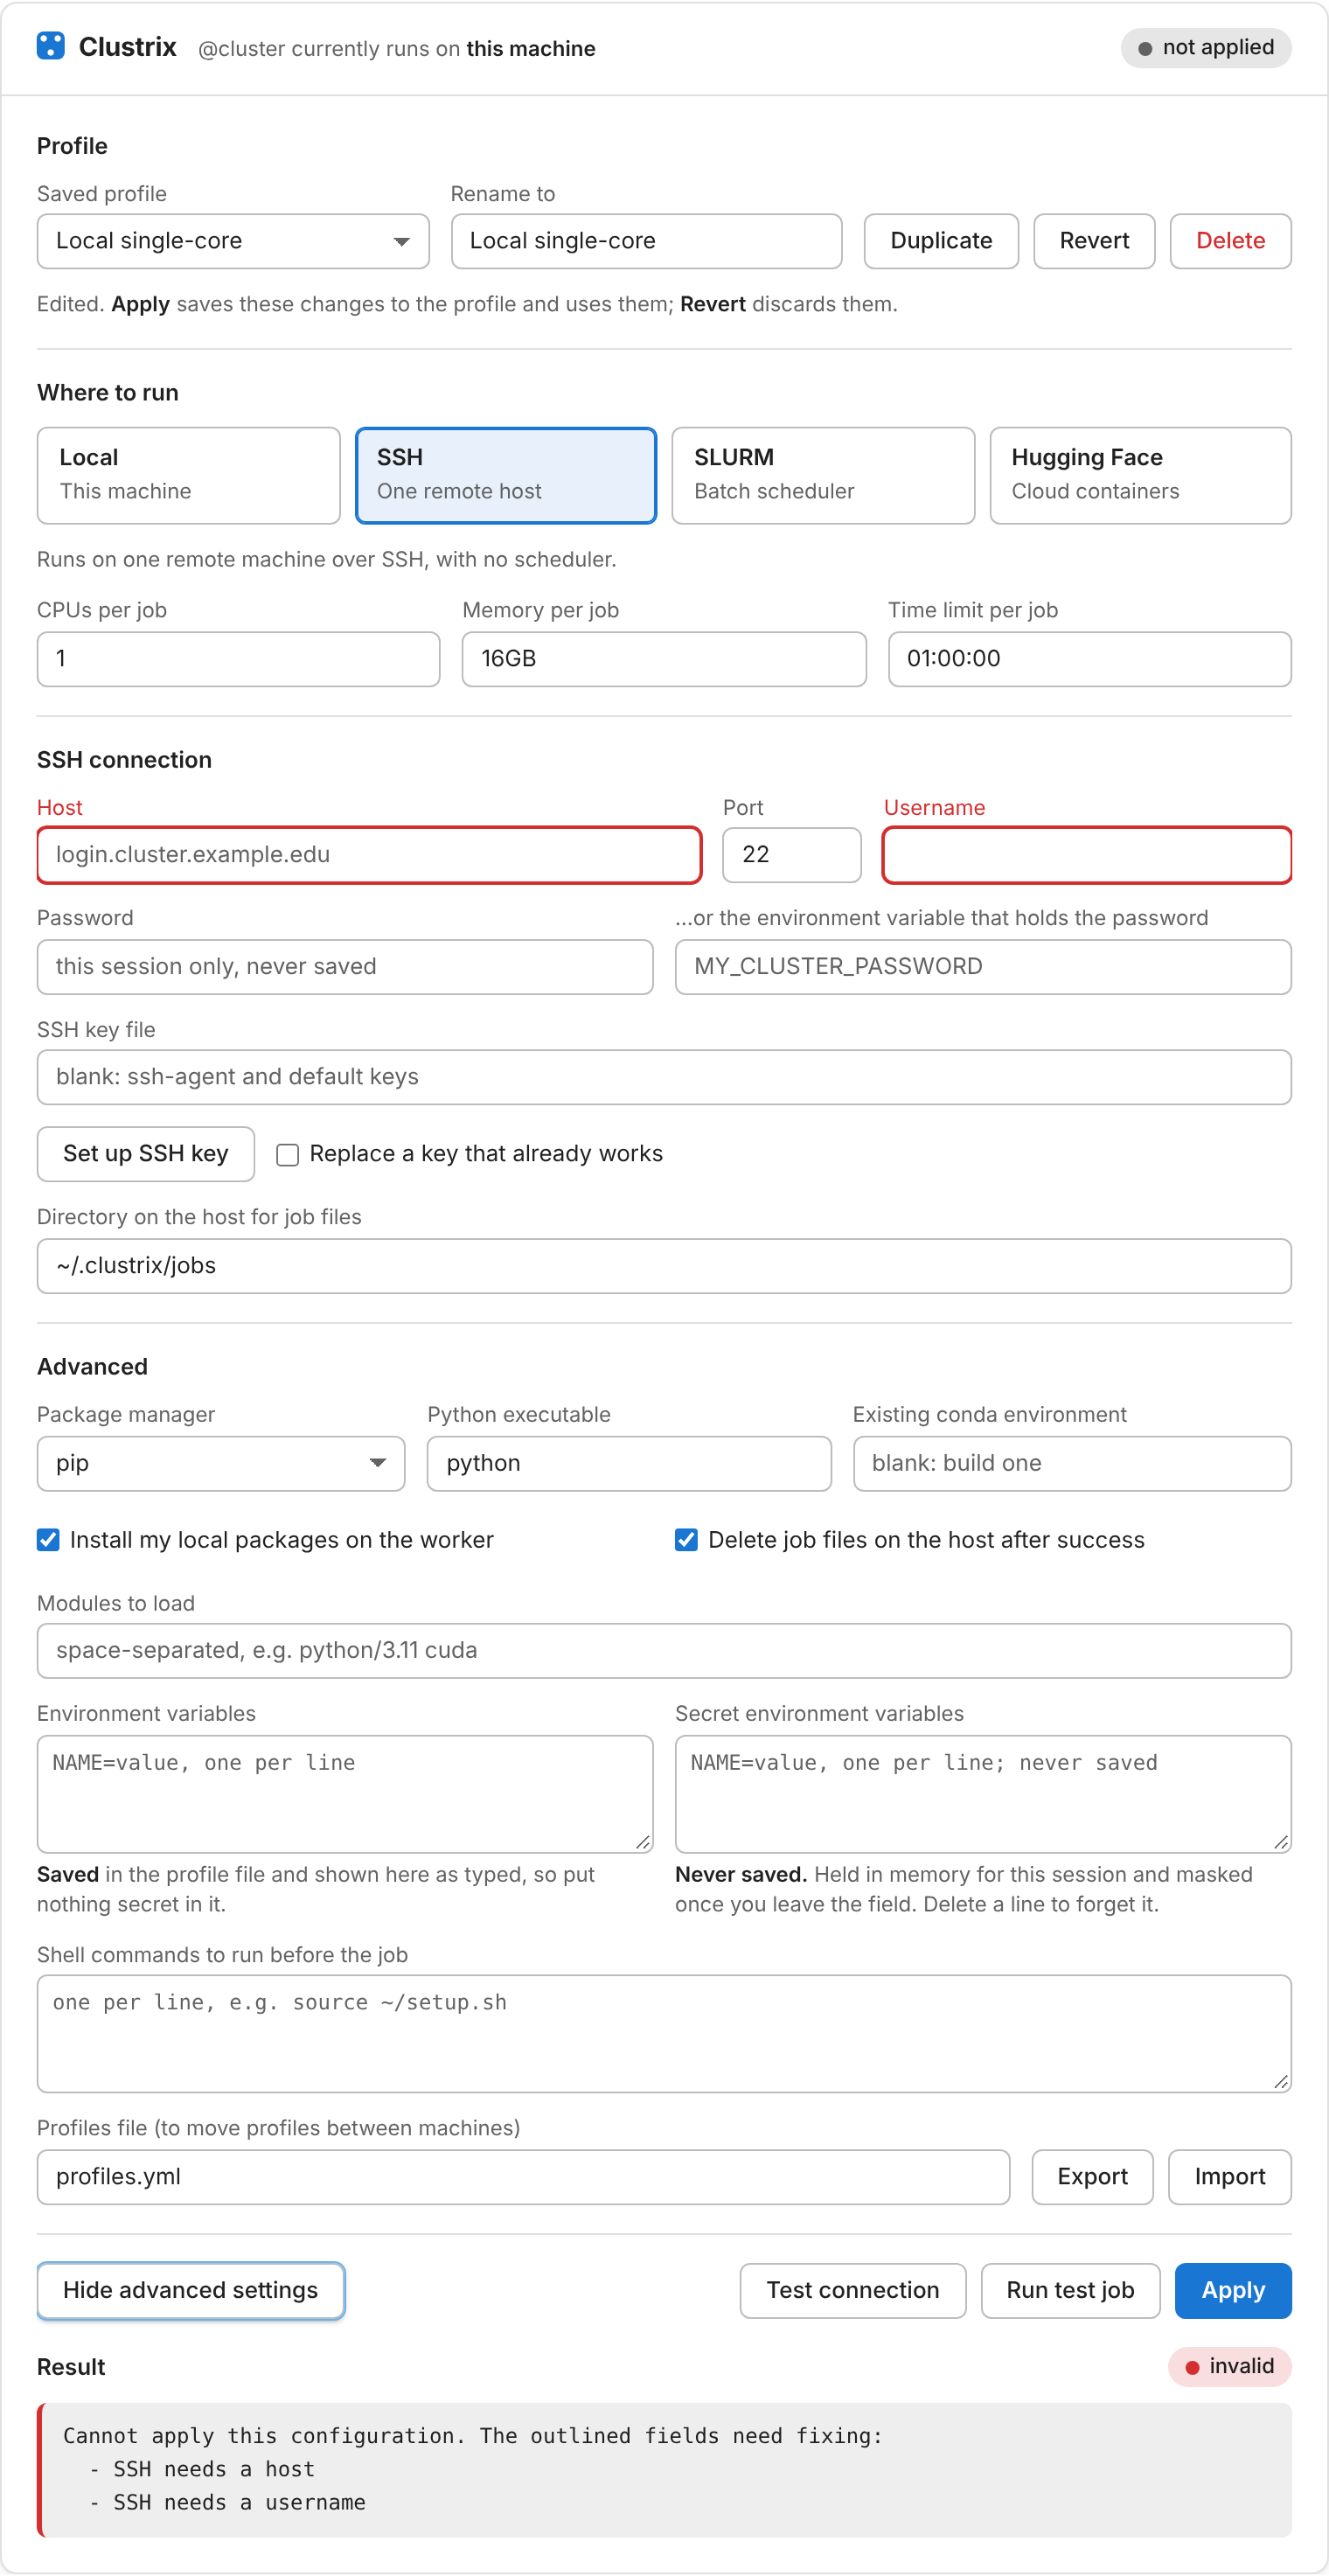 Clustrix @cluster currently runs on this machine not applied
Profile
Saved profile Rename to
Local single-core Local single-core Duplicate Revert Delete
Edited. Apply saves these changes to the profile and uses them; Revert discards them.
Where to run
Local SSH SLURM Hugging Face
This machine One remote host Batch scheduler Cloud containers
Runs on one remote machine over SSH, with no scheduler.
CPUs per job Memory per job Time limit per job
1 16GB 01:00:00
SSH connection
Host Port Username
login.cluster.example.edu 22
Password ...or the environment variable that holds the password
this session only, never saved MY_CLUSTER_PASSWORD
SSH key file
blank: ssh-agent and default keys
Set up SSH key Replace a key that already works
Directory on the host for job files
~/.clustrix/jobs
Advanced
Package manager Python executable Existing conda environment
pip python blank: build one
Install my local packages on the worker Delete job files on the host after success
Modules to load
space-separated, e.g. python/3.11 cuda
Environment variables Secret environment variables
NAME=value, one per line NAME=value, one per line; never saved
Saved in the profile file and shown here as typed, so put Never saved. Held in memory for this session and masked
nothing secret in it. once you leave the field. Delete a line to forget it.
Shell commands to run before the job
one per line, e.g. source ~/setup.sh
Profiles file (to move profiles between machines)
profiles.yml Export Import
Hide advanced settings Test connection Run test job Apply
Result invalid
Cannot apply this configuration. The outlined fields need fixing:
- SSH needs a host
- SSH needs a username